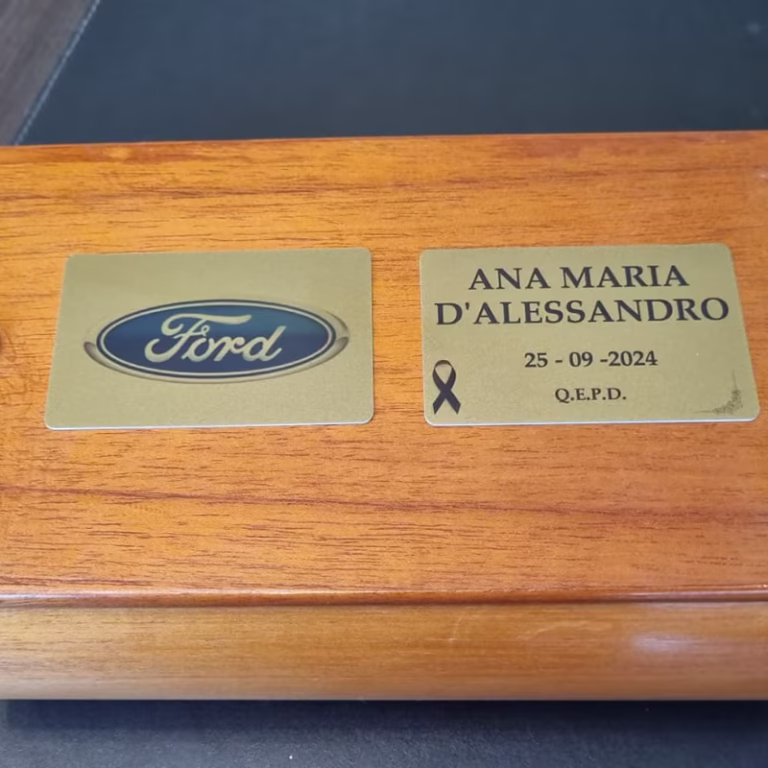 Ford
ANA MARIA
D'ALESSANDRO
25 - 09 -2024
Q.E.P.D.